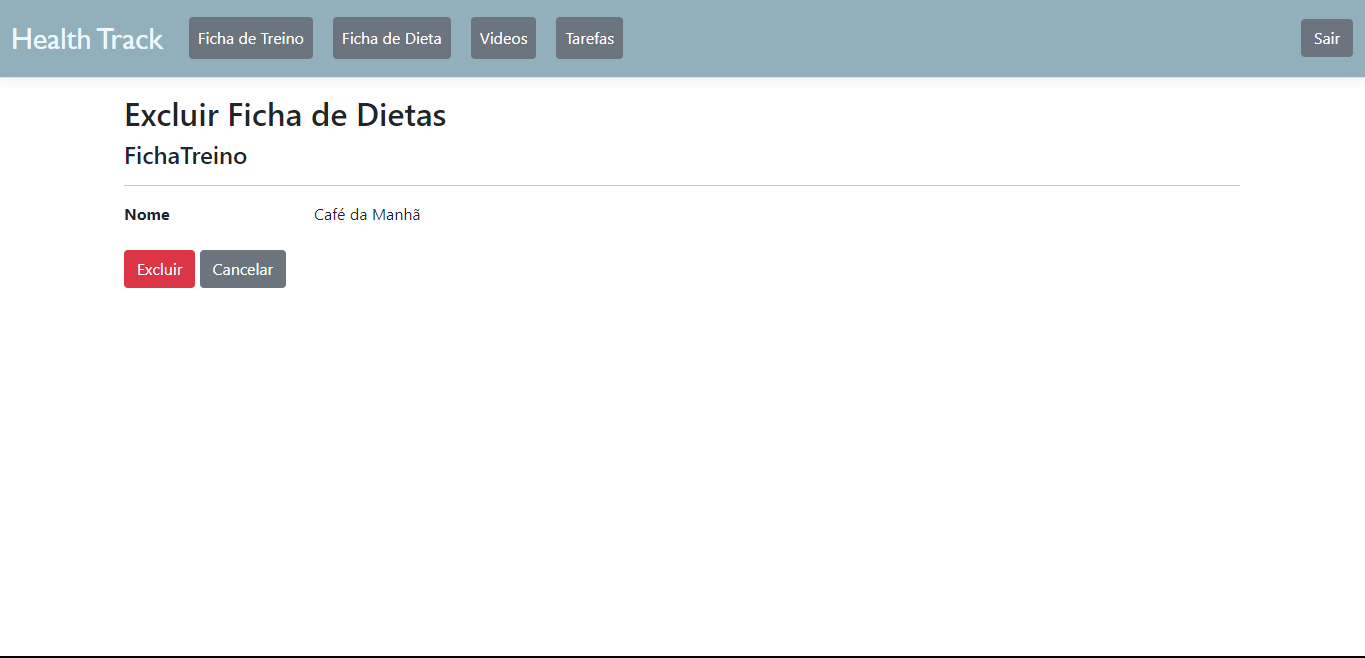 Health Track Ficha de Treino Ficha de Dieta Videos Tarefas Sair
Excluir Ficha de Dietas
FichaTreino
Nome Café da Manhã
Excluir Cancelar